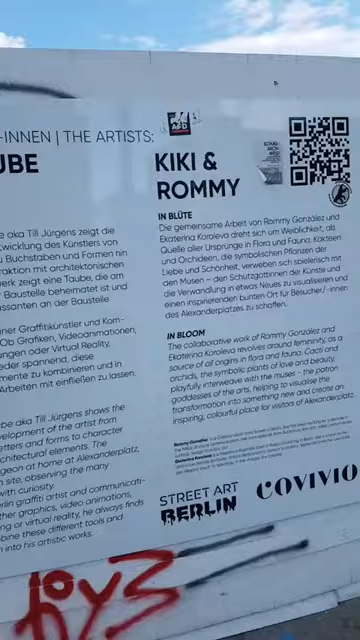 -INNEN | THE ARTISTS:
UBE
e aka Till Jürgens zeigt die
wicklung des Künstlers von
Buchstaben und Formen hin
raktion mit architektonischen
erk zeigt eine Taube, die am
Baustelle beheimatet ist und
assanten an der Baustelle
ner Graffitikünstler und Kom-
Ob Grafiken, Videoanimationen,
ungen oder Virtual Reality,
eder spannend, diese
mente zu kombinieren und in
Arbeiten mit einfließen zu lassen.
be aka Till Jürgens shows the
velopment of the artist from
etters and forms to character
rchitectural elements. The
geon at home at Alexanderplatz,
n site, observing the many
with curiosity.
rlin graffiti artist and communicati-
ther graphics, video animations,
ng or virtual reality, he always finds
bine these different tools and
n into his artistic works.
KIKI &
ROMMY
IN BLÜTE
Die gemeinsame Arbeit von Rommy González und
Ekaterina Koroleva dreht sich um Weiblichkeit, als
Quelle aller Ursprünge in Flora und Fauna. Kakteen
und Orchideen, die symbolischen Pflanzen der
Liebe und Schönheit, verweben sich spielerisch mit
den Musen – den Schutzgöttinnen der Künste und
die Verwandlung in etwas Neues zu visualisieren und
einen inspirierenden bunten Ort für Besucher/-innen
des Alexanderplatzes zu schaffen.
IN BLOOM
The collaborative work of Rommy González and
Ekaterina Koroleva revolves around femininity, as a
source of all origins in flora and fauna. Cacti and
orchids, the symbolic plants of love and beauty,
playfully interweave with the muses - the patron
goddesses of the arts, helping to visualise the
transformation into something new and create an
inspiring, colourful place for visitors of Alexanderplatz.
STREET ART
BERLIN
COVIVIO